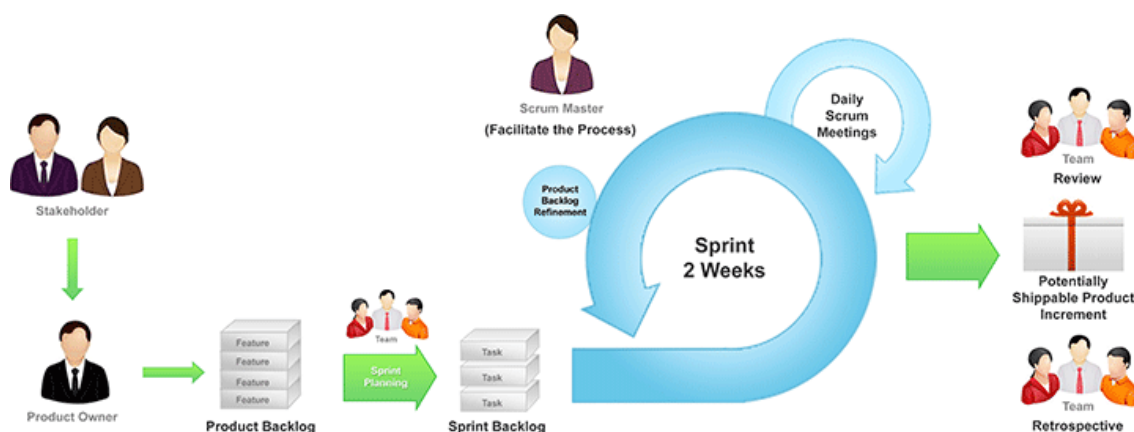 Stakeholder
Product Owner
Feature
Feature
Feature
Feature
Product Backlog
Team
Sprint
Planning
Task
Task
Task
Sprint Backlog
Scrum Master
(Facilitate the Process)
Product
Backlog
Refinement
Sprint
2 Weeks
Daily
Scrum
Meetings
Team
Review
Potentially
Shippable Product
Increment
Team
Retrospective